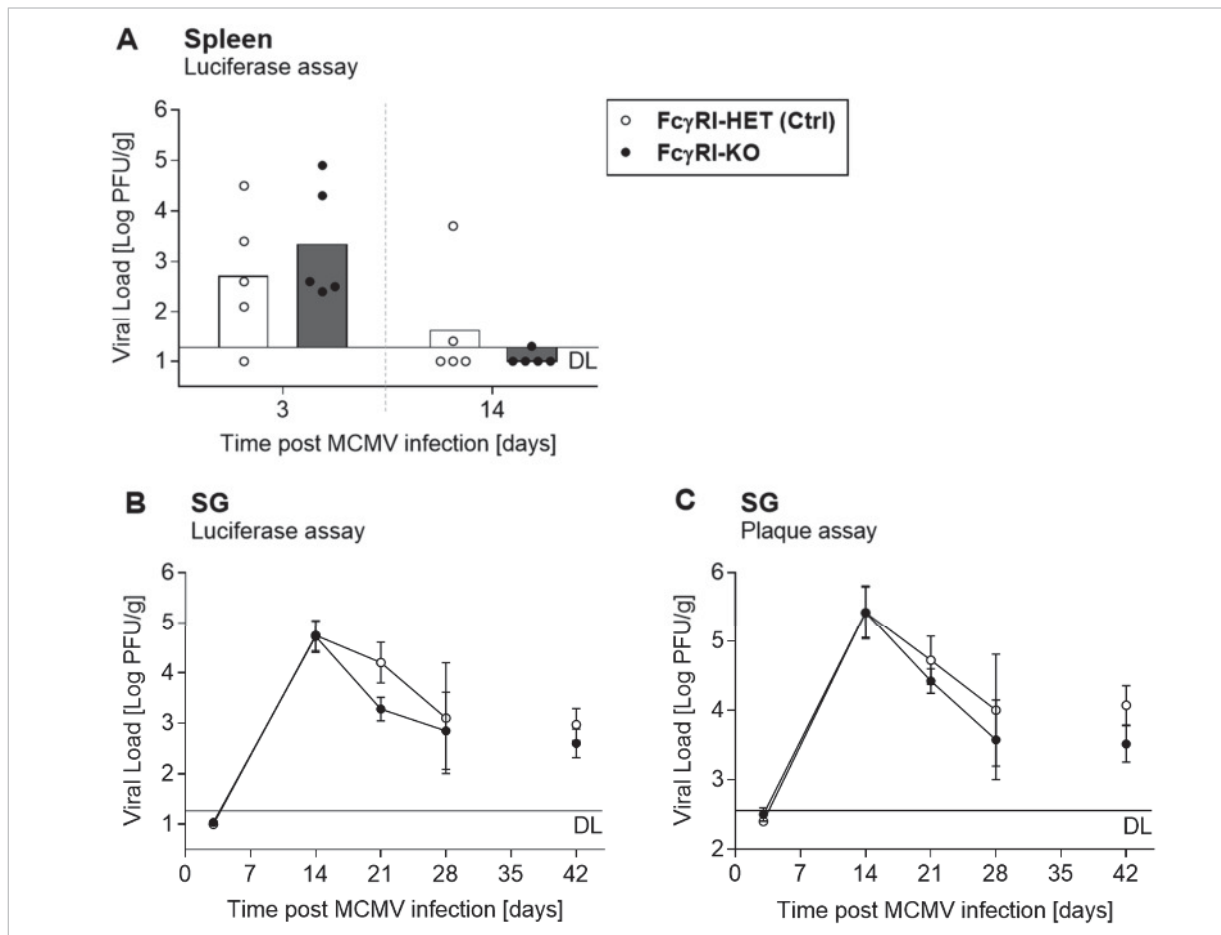 A Spleen
Luciferase assay
Viral Load [Log PFU/g]
6
5
4
3
2
1
DL
3 14
Time post MCMV infection [days]
FcγRI-HET (Ctrl)
FcγRI-KO
B SG
Luciferase assay
Viral Load [Log PFU/g]
6
5
4
3
2
1
DL
0 7 14 21 28 35 42
Time post MCMV infection [days]
C SG
Plaque assay
Viral Load [Log PFU/g]
6
5
4
3
2
DL
0 7 14 21 28 35 42
Time post MCMV infection [days]